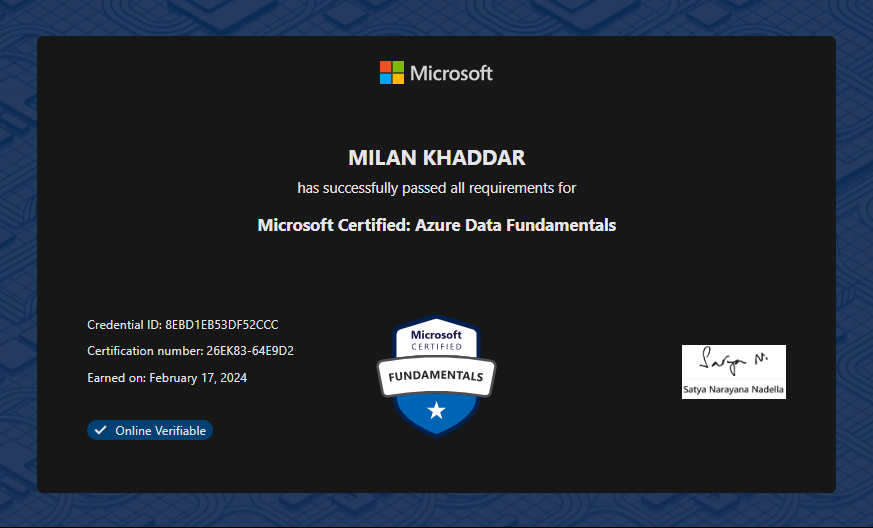 Microsoft
MILAN KHADDAR
has successfully passed all requirements for
Microsoft Certified: Azure Data Fundamentals
Credential ID: 8EBD1EB53DF52CCC
Certification number: 26EK83-64E9D2
Earned on: February 17, 2024
Online Verifiable
Microsoft
CERTIFIED
FUNDAMENTALS
Satya N.
Satya Narayana Nadella